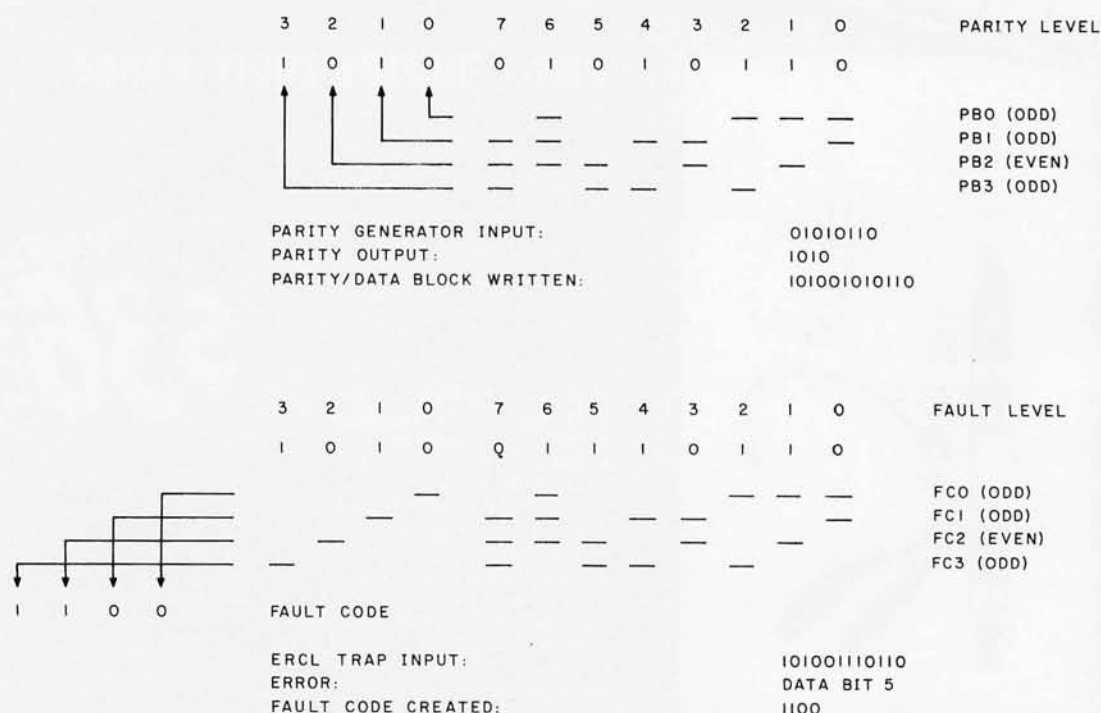 3 2 1 0 7 6 5 4 3 2 1 0 PARITY LEVEL
1 0 1 0 0 1 0 1 0 1 1 0
PB0 (ODD)
PB1 (ODD)
PB2 (EVEN)
PB3 (ODD)
PARITY GENERATOR INPUT: 01010110
PARITY OUTPUT: 1010
PARITY/DATA BLOCK WRITTEN: 101001010110
3 2 1 0 7 6 5 4 3 2 1 0 FAULT LEVEL
1 0 1 0 Q 1 1 1 0 1 1 0
FC0 (ODD)
FC1 (ODD)
FC2 (EVEN)
FC3 (ODD)
1 1 0 0 FAULT CODE
ERCL TRAP INPUT: 101001110110
ERROR: DATA BIT 5
FAULT CODE CREATED: 1100